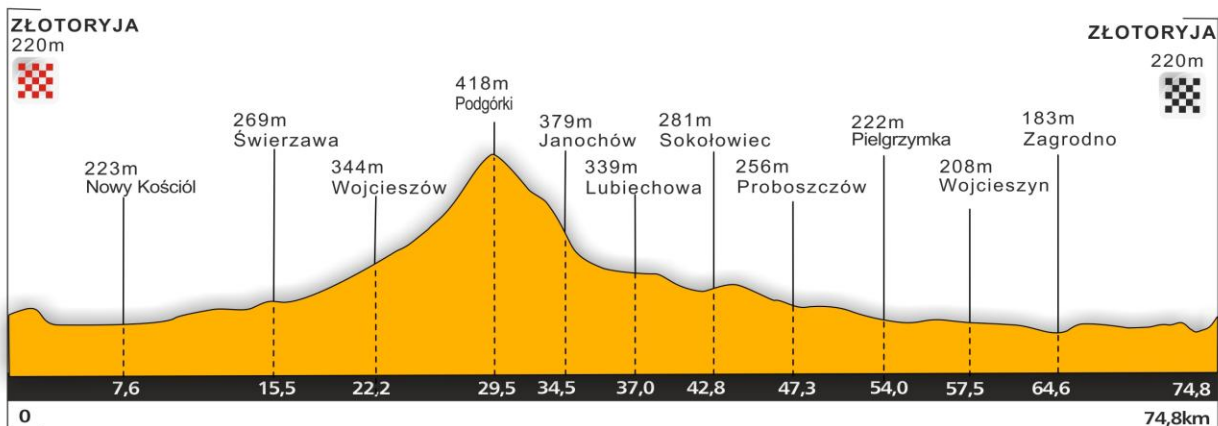 ZŁOTORYJA
220m
223m
Nowy Kościól
269m
Świerzawa
344m
Wojcieszów
418m
Podgórki
379m
Janochów
339m
Lubiechowa
281m
Sokołowiec
256m
Proboszczów
222m
Pielgrzymka
208m
Wojcieszyn
183m
Zagrodno
ZŁOTORYJA
220m
7,6 15,5 22,2 29,5 34,5 37,0 42,8 47,3 54,0 57,5 64,6 74,8
0 74,8km